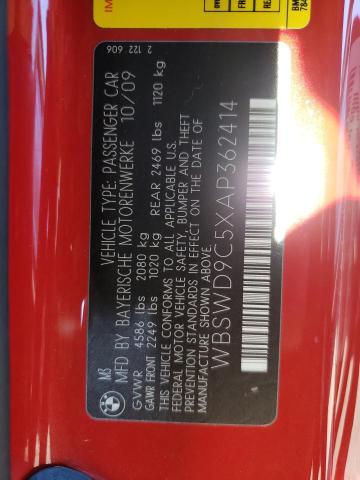 M3 VEHICLE TYPE: PASSENGER CAR 2 122 606
MFD BY BAYERISCHE MOTORENWERKE 10/09
GVWR 4586 lbs 2080 kg
GAWR FRONT 2249 lbs 1020 kg REAR 2469 lbs 1120 kg
THIS VEHICLE CONFORMS TO ALL APPLICABLE U.S.
FEDERAL MOTOR VEHICLE SAFETY, BUMPER AND THEFT
PREVENTION STANDARDS IN EFFECT ON THE DATE OF
MANUFACTURE SHOWN ABOVE.
WBSWD9C5XAP362414